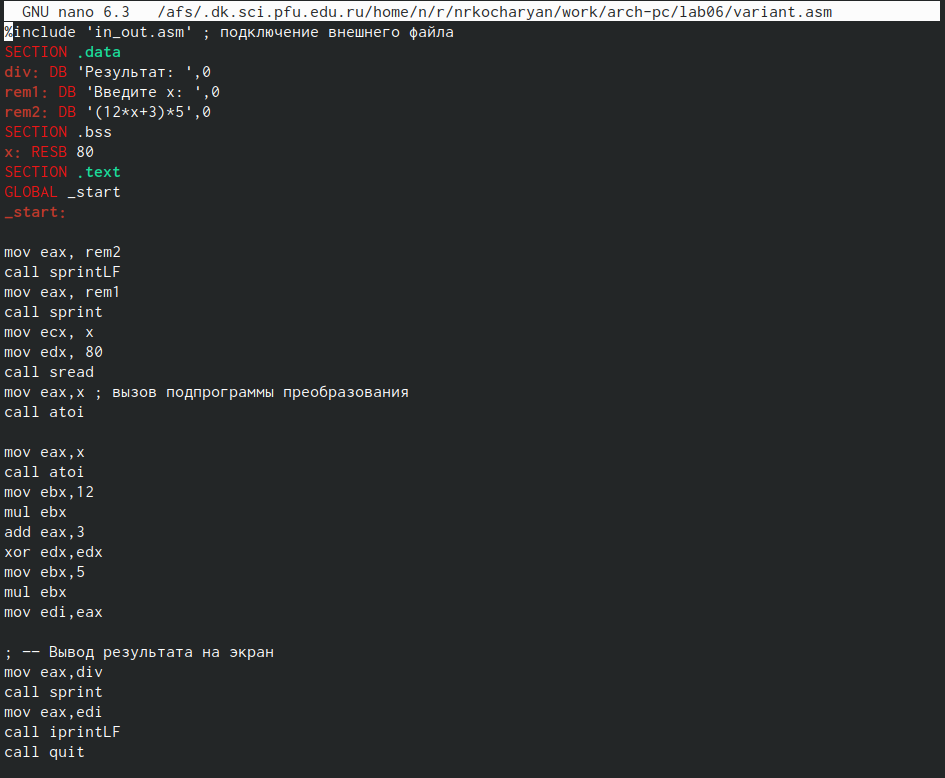 GNU nano 6.3 /afs/.dk.sci.pfu.edu.ru/home/n/r/nrkocharyan/work/arch-pc/lab06/variant.asm
%include 'in_out.asm' ; подключение внешнего файла
SECTION .data
div: DB 'Результат: ',0
rem1: DB 'Введите x: ',0
rem2: DB '(12*x+3)*5',0
SECTION .bss
x: RESB 80
SECTION .text
GLOBAL _start
_start:
mov eax, rem2
call sprintLF
mov eax, rem1
call sprint
mov ecx, x
mov edx, 80
call sread
mov eax,x ; вызов подпрограммы преобразования
call atoi
mov eax,x
call atoi
mov ebx,12
mul ebx
add eax,3
xor edx,edx
mov ebx,5
mul ebx
mov edi,eax
; -- Вывод результата на экран
mov eax,div
call sprint
mov eax,edi
call iprintLF
call quit